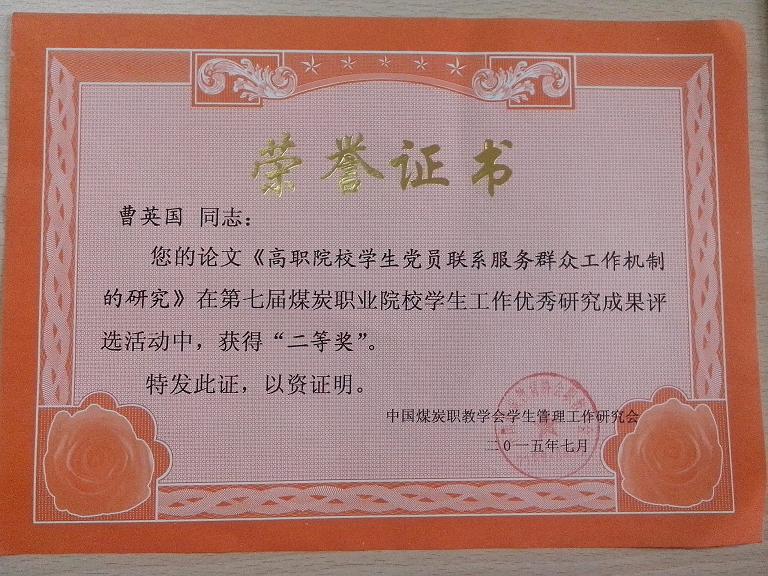 荣誉证书
曹英国 同志：
您的论文《高职院校学生党员联系服务群众工作机制
的研究》在第七届煤炭职业院校学生工作优秀研究成果评
选活动中，获得“二等奖”。
特发此证，以资证明。
中国煤炭职教学会学生管理工作研究会
二〇一五年七月